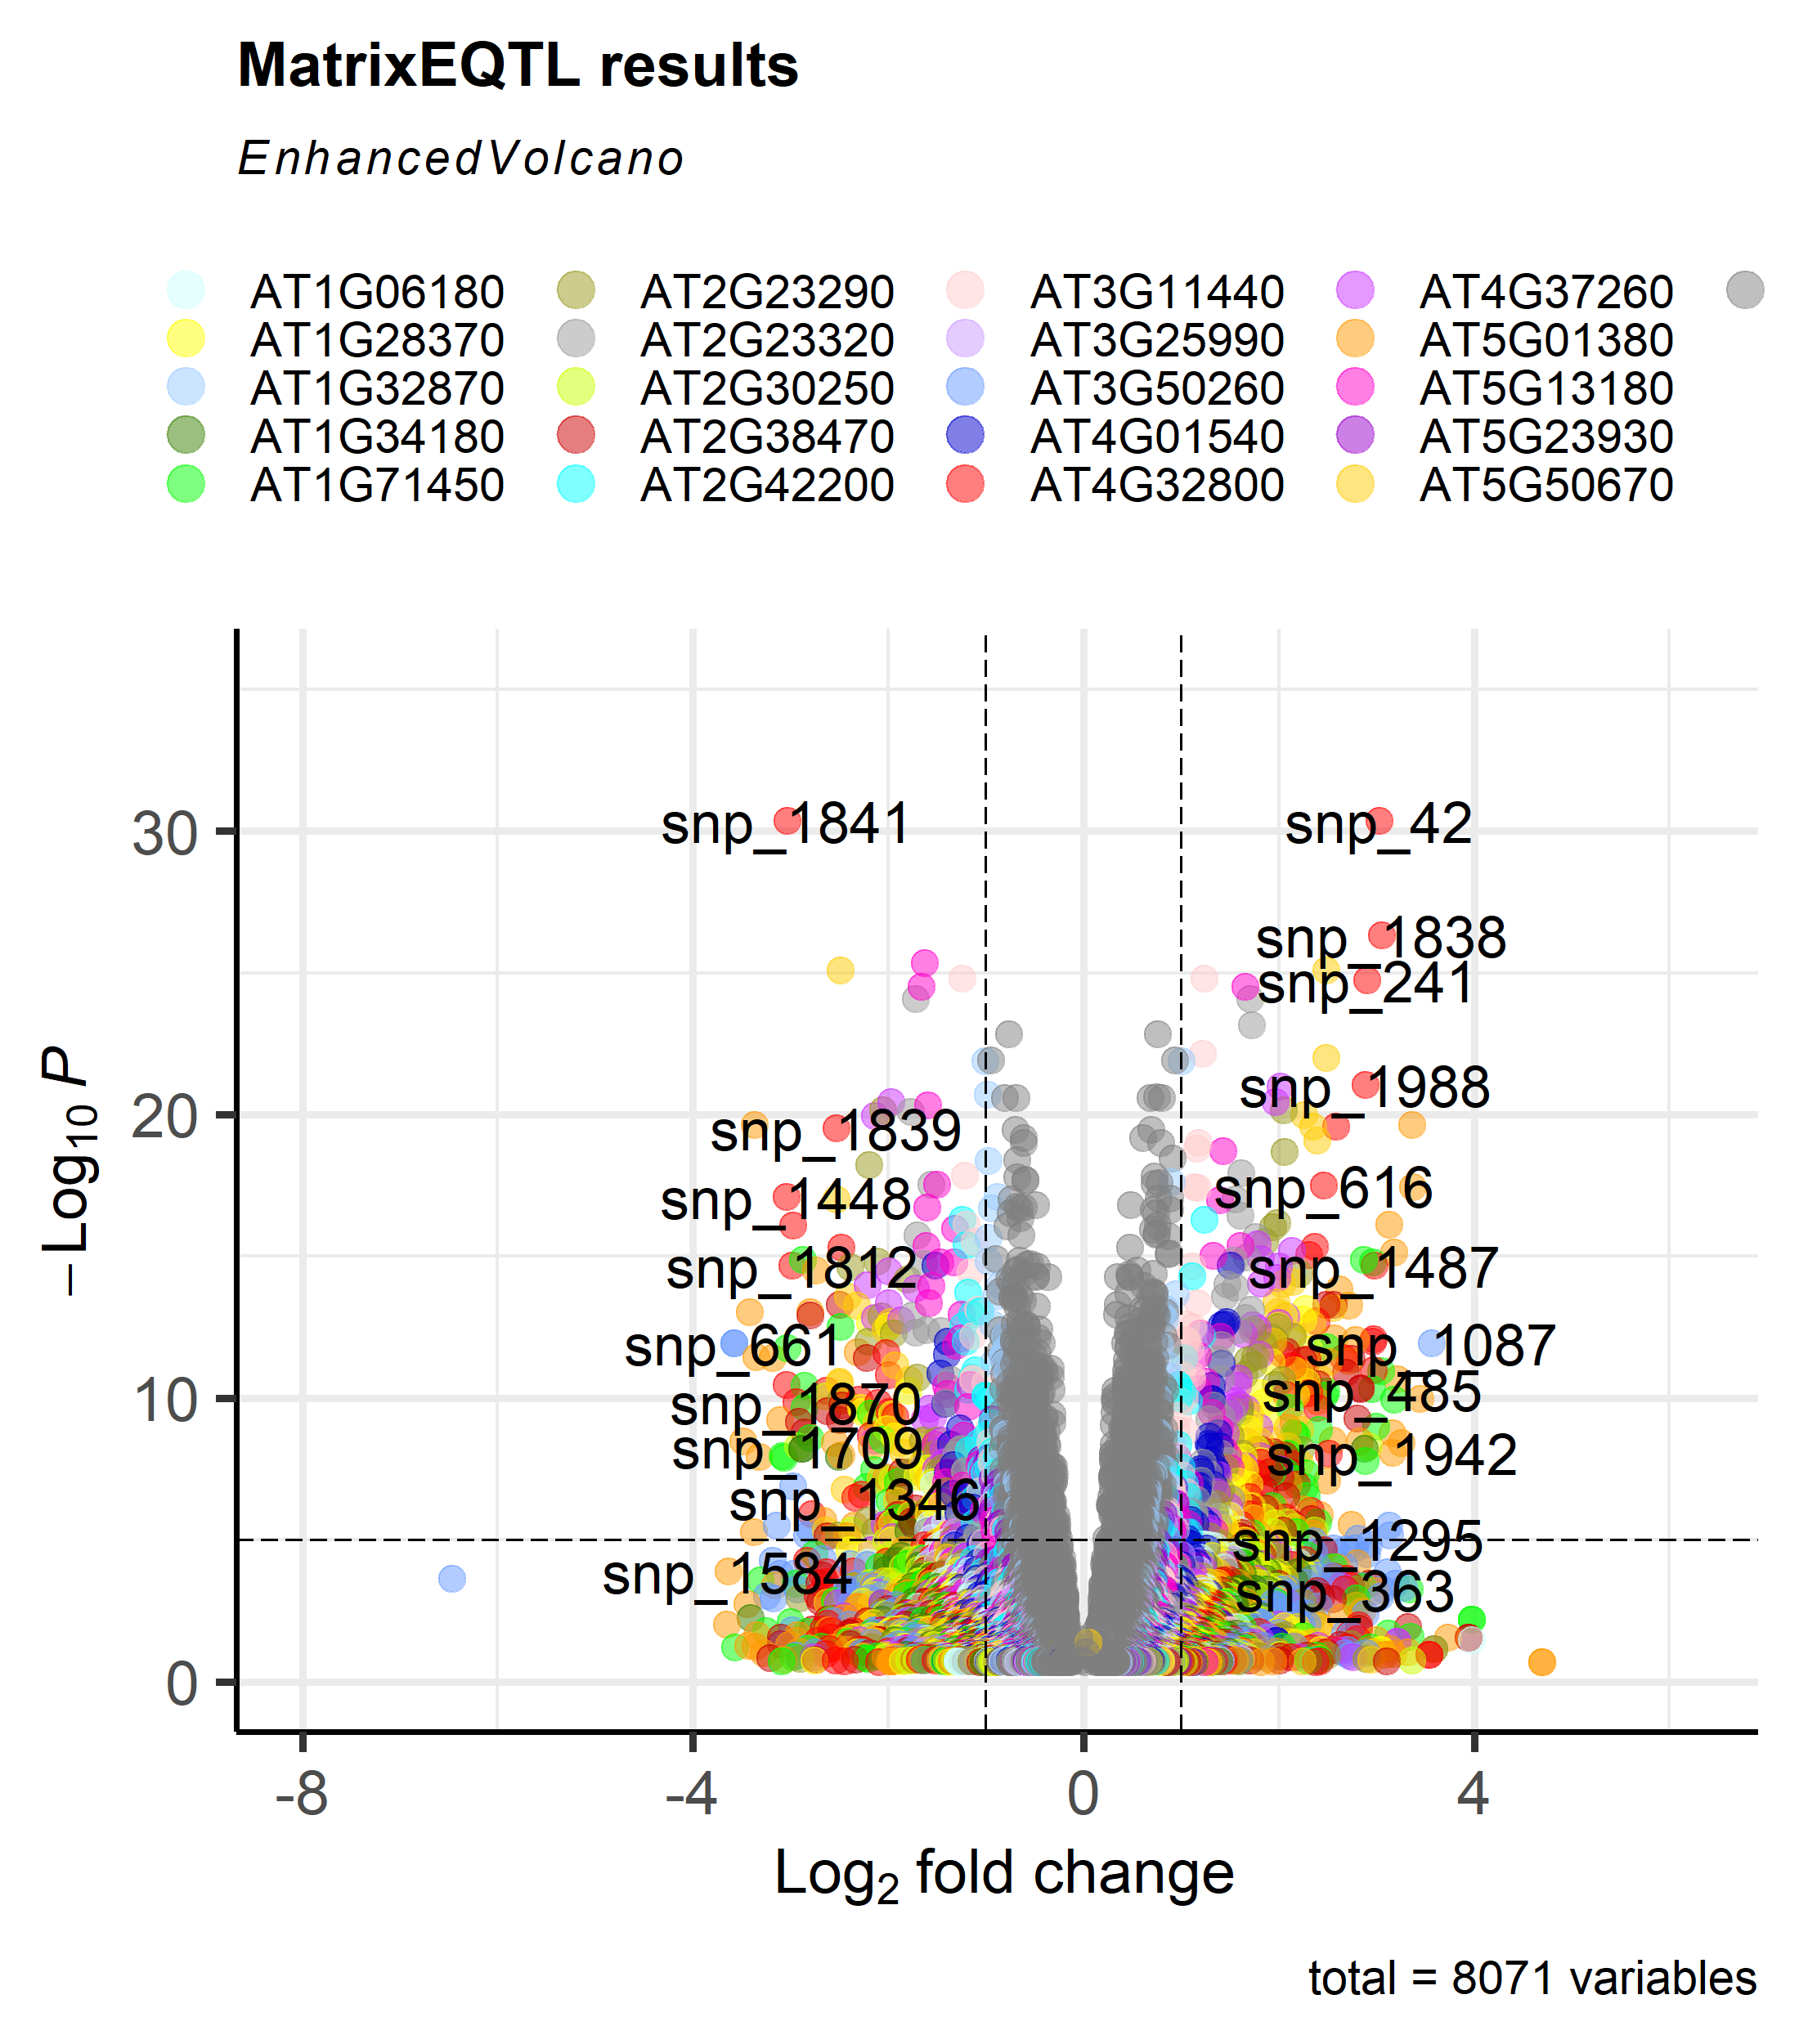 MatrixEQTL results
EnhancedVolcano
AT1G06180 AT2G23290 AT3G11440 AT4G37260
AT1G28370 AT2G23320 AT3G25990 AT5G01380
AT1G32870 AT2G30250 AT3G50260 AT5G13180
AT1G34180 AT2G38470 AT4G01540 AT5G23930
AT1G71450 AT2G42200 AT4G32800 AT5G50670
30
20
10
0
−Log10 P
snp_1841 snp_42
snp_1838
snp_241
snp_1988
snp_1839
snp_1448 snp_616
snp_1812 snp_1487
snp_661 snp_1087
snp_1870 snp_485
snp_1709 snp_1942
snp_1346
snp_1295
snp_1584
snp_363
-8 -4 0 4
Log2 fold change
total = 8071 variables